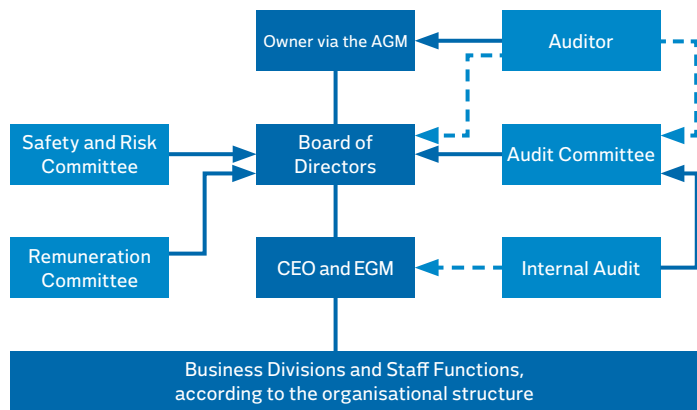 Owner via the AGM
Auditor
Safety and Risk
Committee
Board of
Directors
Audit Committee
Remuneration
Committee
CEO and EGM
Internal Audit
Business Divisions and Staff Functions,
according to the organisational structure